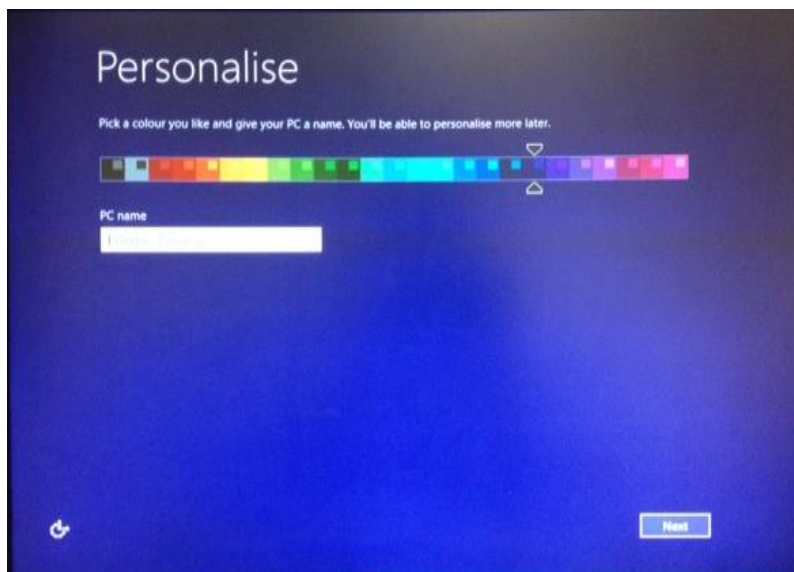 Personalise
Pick a colour you like and give your PC a name. You'll be able to personalise more later.
PC name
Next